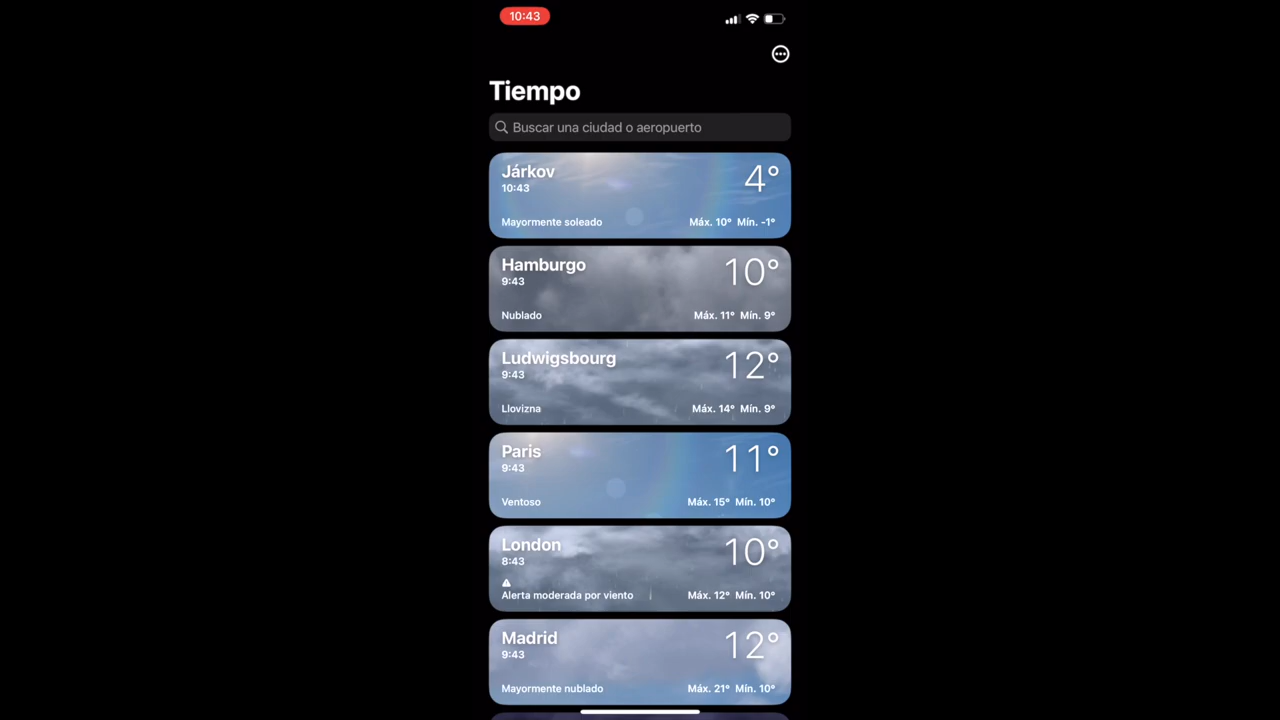 10:43
Tiempo
Buscar una ciudad o aeropuerto
Járkov 4°
10:43
Mayormente soleado Máx. 10° Mín. -1°
Hamburgo 10°
9:43
Nublado Máx. 11° Mín. 9°
Ludwigsbourg 12°
9:43
Llovizna Máx. 14° Mín. 9°
Paris 11°
9:43
Ventoso Máx. 15° Mín. 10°
London 10°
8:43
Alerta moderada por viento Máx. 12° Mín. 10°
Madrid 12°
9:43
Mayormente nublado Máx. 21° Mín. 10°